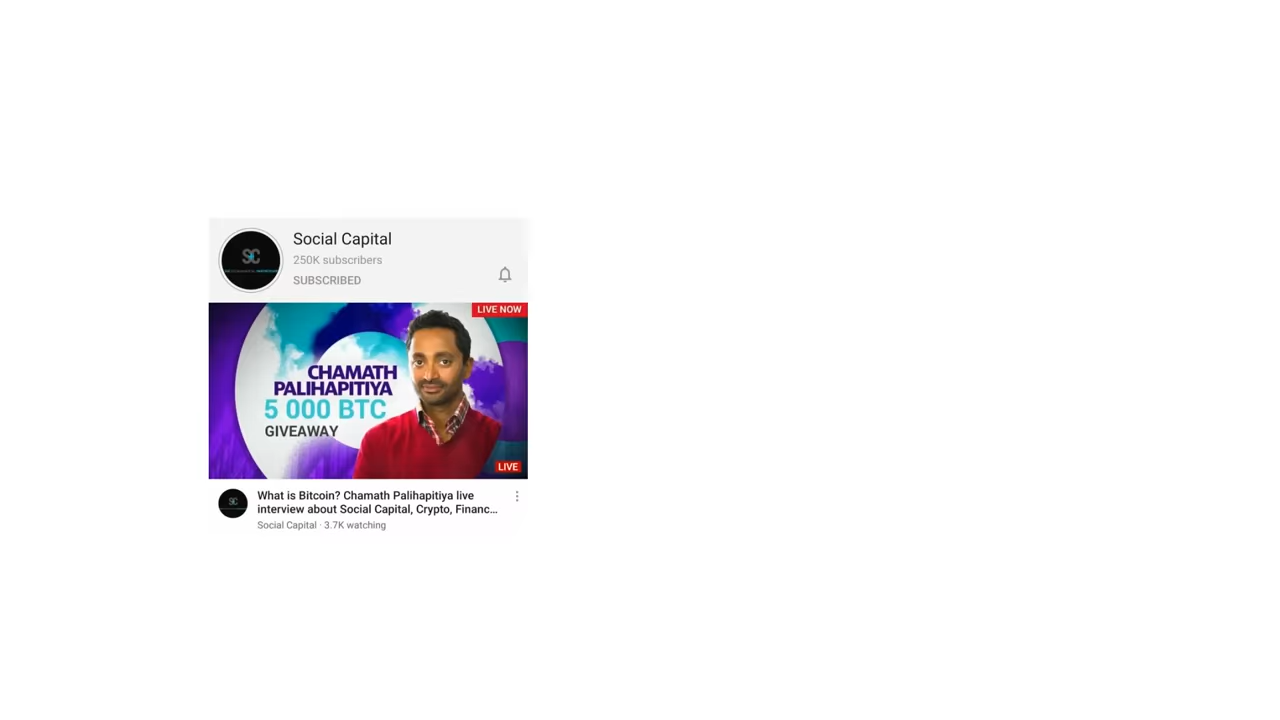 Social Capital
250K subscribers
SUBSCRIBED
LIVE NOW
CHAMATH
PALIHAPITIYA
5 000 BTC
GIVEAWAY
LIVE
What is Bitcoin? Chamath Palihapitiya live
interview about Social Capital, Crypto, Financ...
Social Capital · 3.7K watching